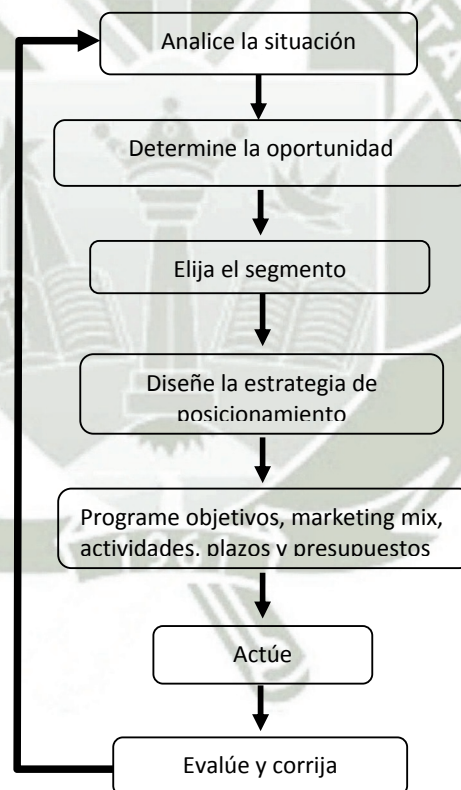 Analice la situación
Determine la oportunidad
Elija el segmento
Diseñe la estrategia de
posicionamiento
Programe objetivos, marketing mix,
actividades, plazos y presupuestos
Actúe
Evalúe y corrija